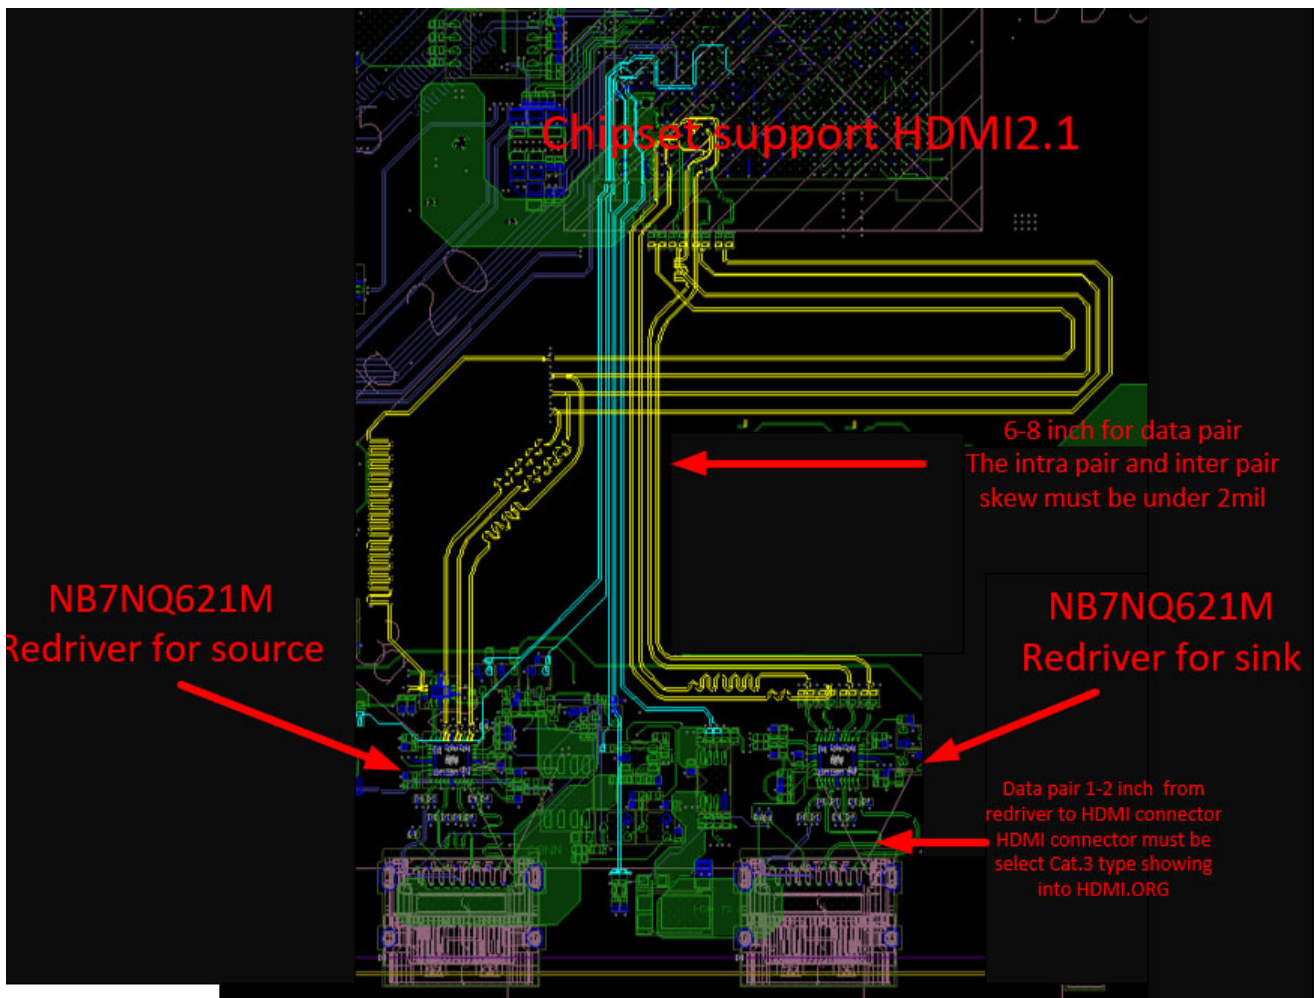 Chipset support HDMI2.1
6-8 inch for data pair
The intra pair and inter pair
skew must be under 2mil
NB7NQ621M
Redriver for source
NB7NQ621M
Redriver for sink
Data pair 1-2 inch from
redriver to HDMI connector
HDMI connector must be
select Cat.3 type showing
into HDMI.ORG